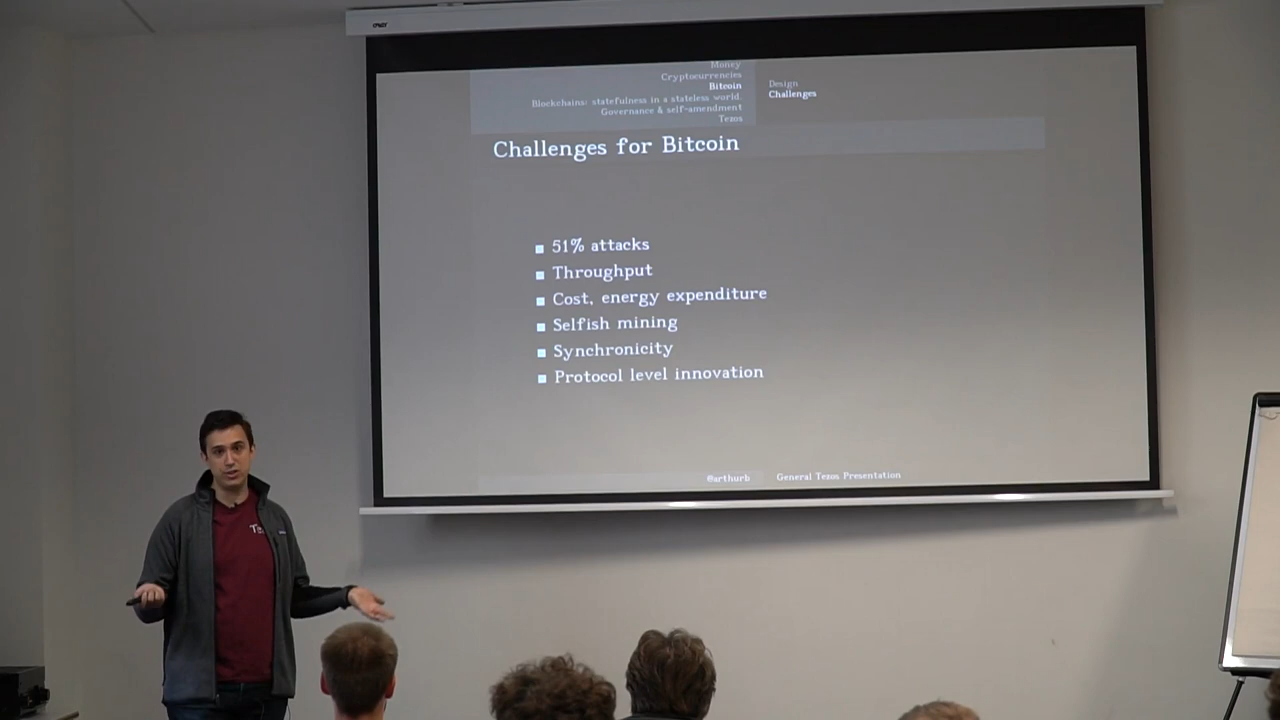 Money
Cryptocurrencies
Bitcoin
Blockchains: statefulness in a stateless world.
Governance & self-amendment
Tezos
Design
Challenges
Challenges for Bitcoin
51% attacks
Throughput
Cost, energy expenditure
Selfish mining
Synchronicity
Protocol level innovation
@arthurb
General Tezos Presentation